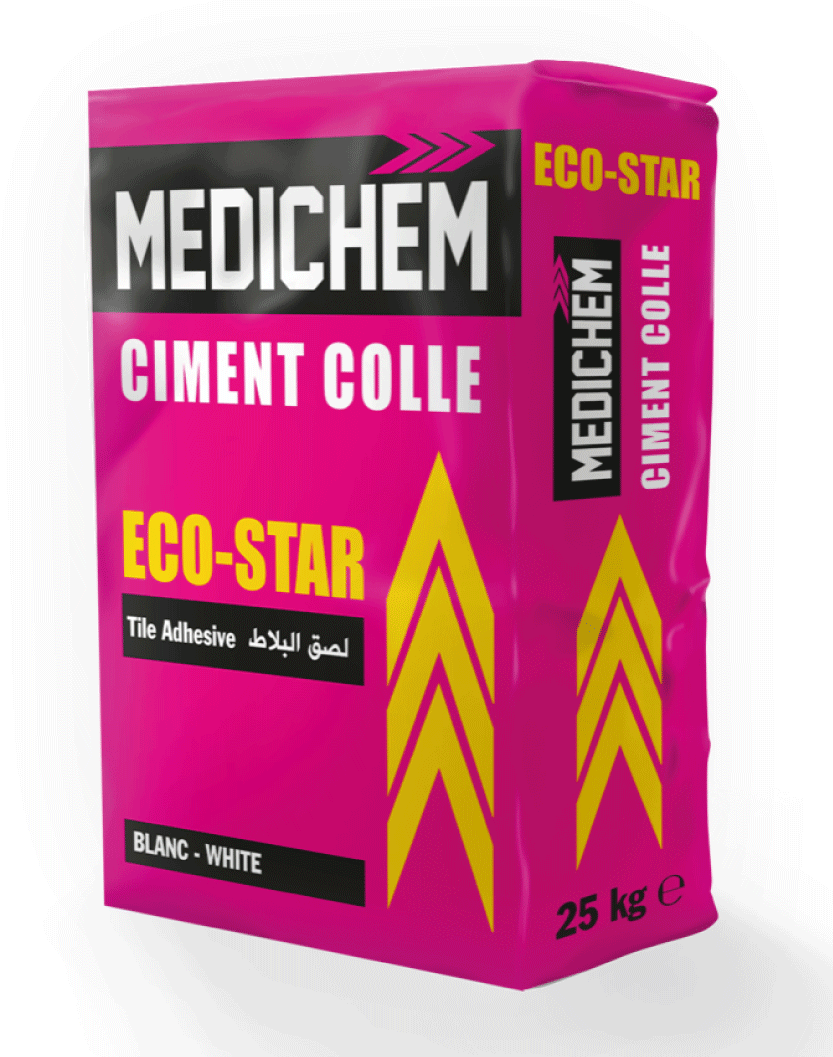 MEDICHEM
CIMENT COLLE
ECO-STAR
Tile Adhesive لصق البلاط
BLANC - WHITE
ECO-STAR
MEDICHEM
CIMENT COLLE
25 kg ℮